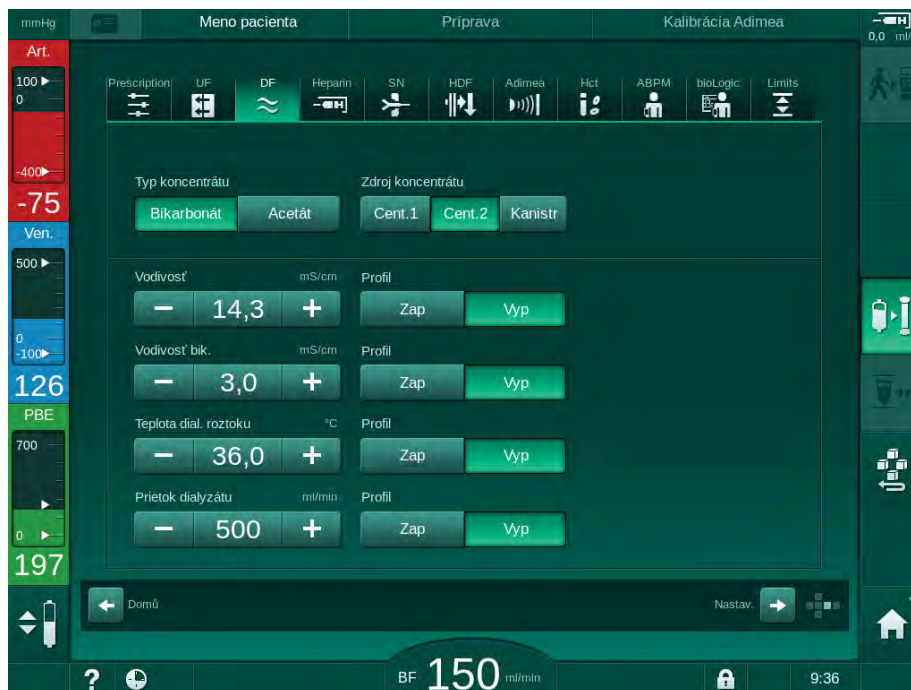 mmHg Meno pacienta Príprava Kalibrácia Adimea
0,0 ml/
Art.
100
0
-400
-75
Ven.
500
0
-100
126
PBE
700
0
197
Prescription UF DF Heparin SN HDF Adimea Hct ABPM bioLogic Limits
Typ koncentrátu Zdroj koncentrátu
Bikarbonát Acetát Cent.1 Cent.2 Kanistr
Vodivosť mS/cm Profil
− 14,3 + Zap Vyp
Vodivosť bik. mS/cm Profil
− 3,0 + Zap Vyp
Teplota dial. roztoku °C Profil
− 36,0 + Zap Vyp
Prietok dialyzátu ml/min Profil
− 500 + Zap Vyp
Domů Nastav.
? BF 150 ml/min 9:36